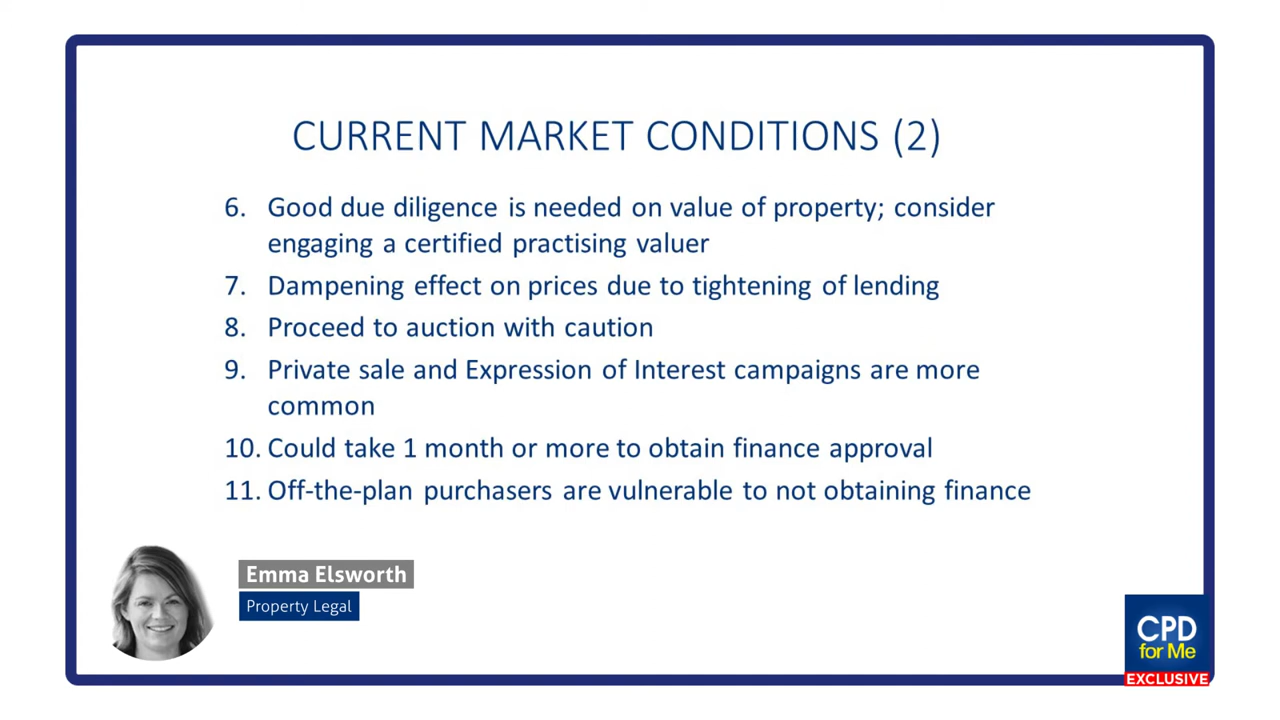 CURRENT MARKET CONDITIONS (2)
6. Good due diligence is needed on value of property; consider
engaging a certified practising valuer
7. Dampening effect on prices due to tightening of lending
8. Proceed to auction with caution
9. Private sale and Expression of Interest campaigns are more
common
10. Could take 1 month or more to obtain finance approval
11. Off-the-plan purchasers are vulnerable to not obtaining finance
Emma Elsworth
Property Legal
CPD
for Me
EXCLUSIVE